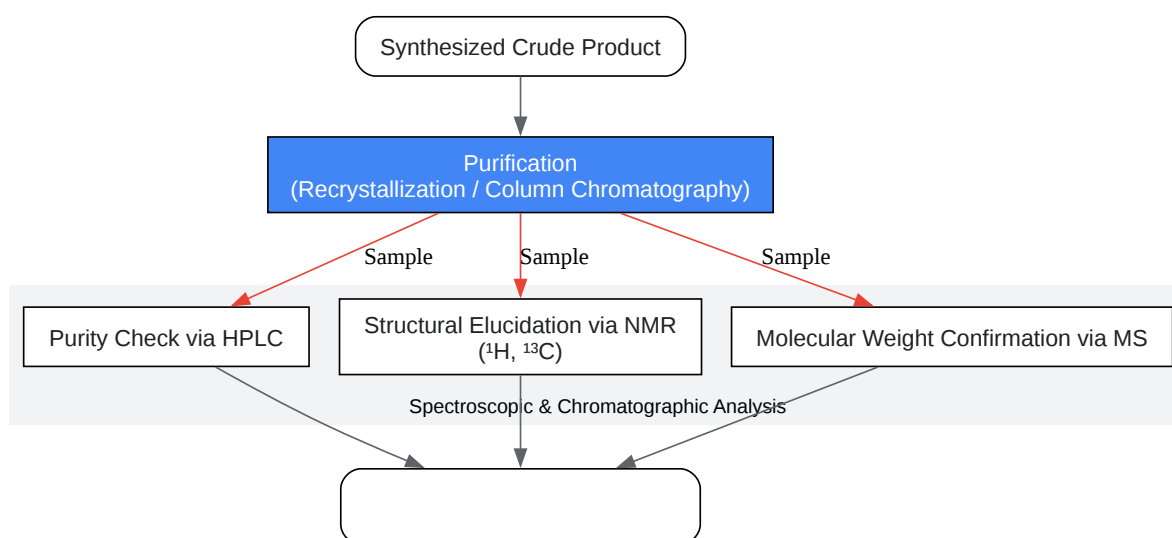 Synthesized Crude Product
Purification
(Recrystallization / Column Chromatography)
Sample
Sample
Sample
Purity Check via HPLC
Structural Elucidation via NMR
(¹H, ¹³C)
Molecular Weight Confirmation via MS
Spectroscopic & Chromatographic Analysis